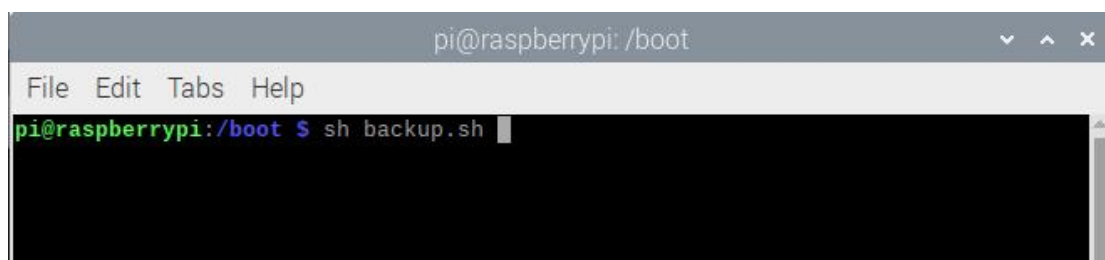 pi@raspberrypi: /boot
File Edit Tabs Help
pi@raspberrypi:/boot $ sh backup.sh